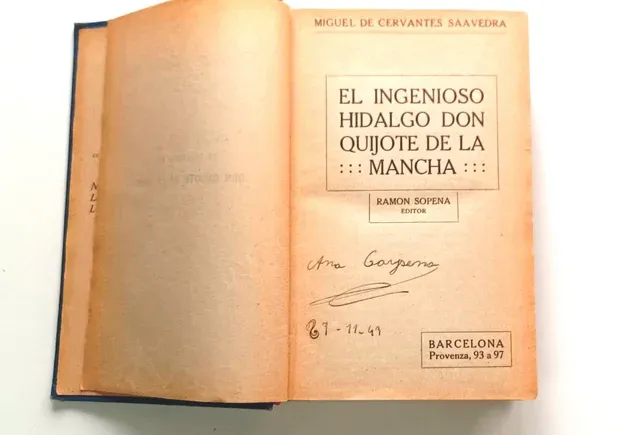 MIGUEL DE CERVANTES SAAVEDRA
EL INGENIOSO
HIDALGO DON
QUIJOTE DE LA
::: MANCHA :::
RAMON SOPENA
EDITOR
Ana
BARCELONA
Provenza, 93 a 97